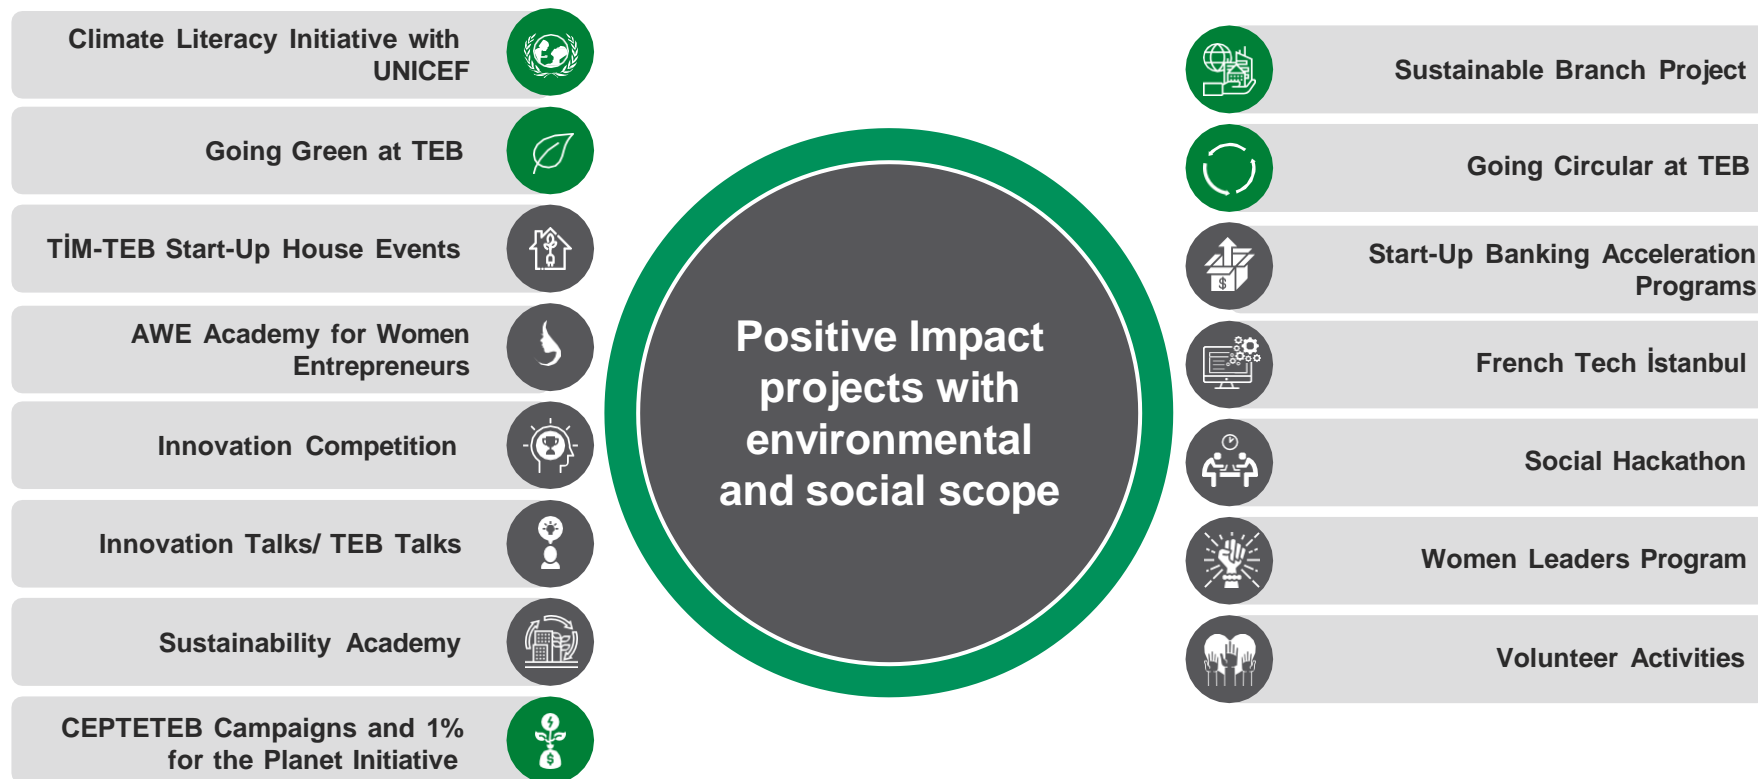 Climate Literacy Initiative with
UNICEF
Going Green at TEB
TİM-TEB Start-Up House Events
AWE Academy for Women
Entrepreneurs
Innovation Competition
Innovation Talks/ TEB Talks
Sustainability Academy
CEPTETEB Campaigns and 1%
for the Planet Initiative
Positive Impact
projects with
environmental
and social scope
Sustainable Branch Project
Going Circular at TEB
Start-Up Banking Acceleration
Programs
French Tech İstanbul
Social Hackathon
Women Leaders Program
Volunteer Activities